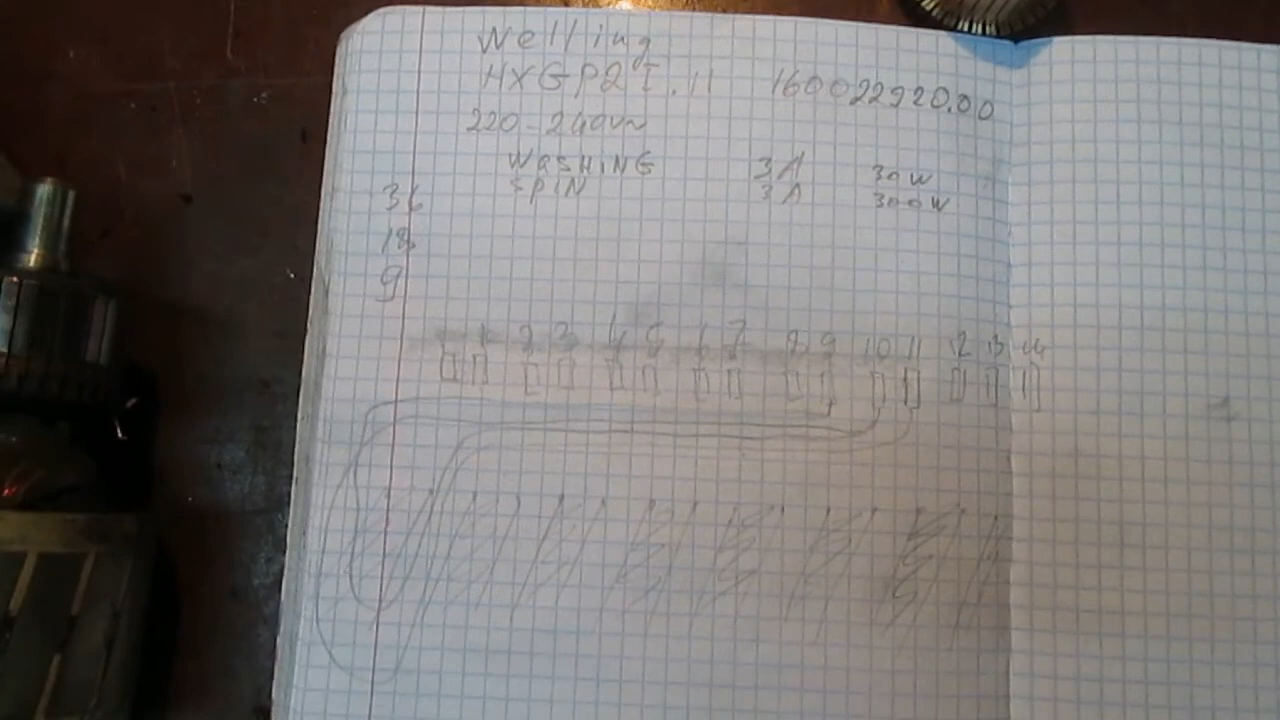 Welling
HXGP2I.11 160022920.00
220-240V~
WASHING 3A 30W
SPIN 3A 300W
36
18
9
1 2 3 4 5 6 7 8 9 10 11 12 13 14